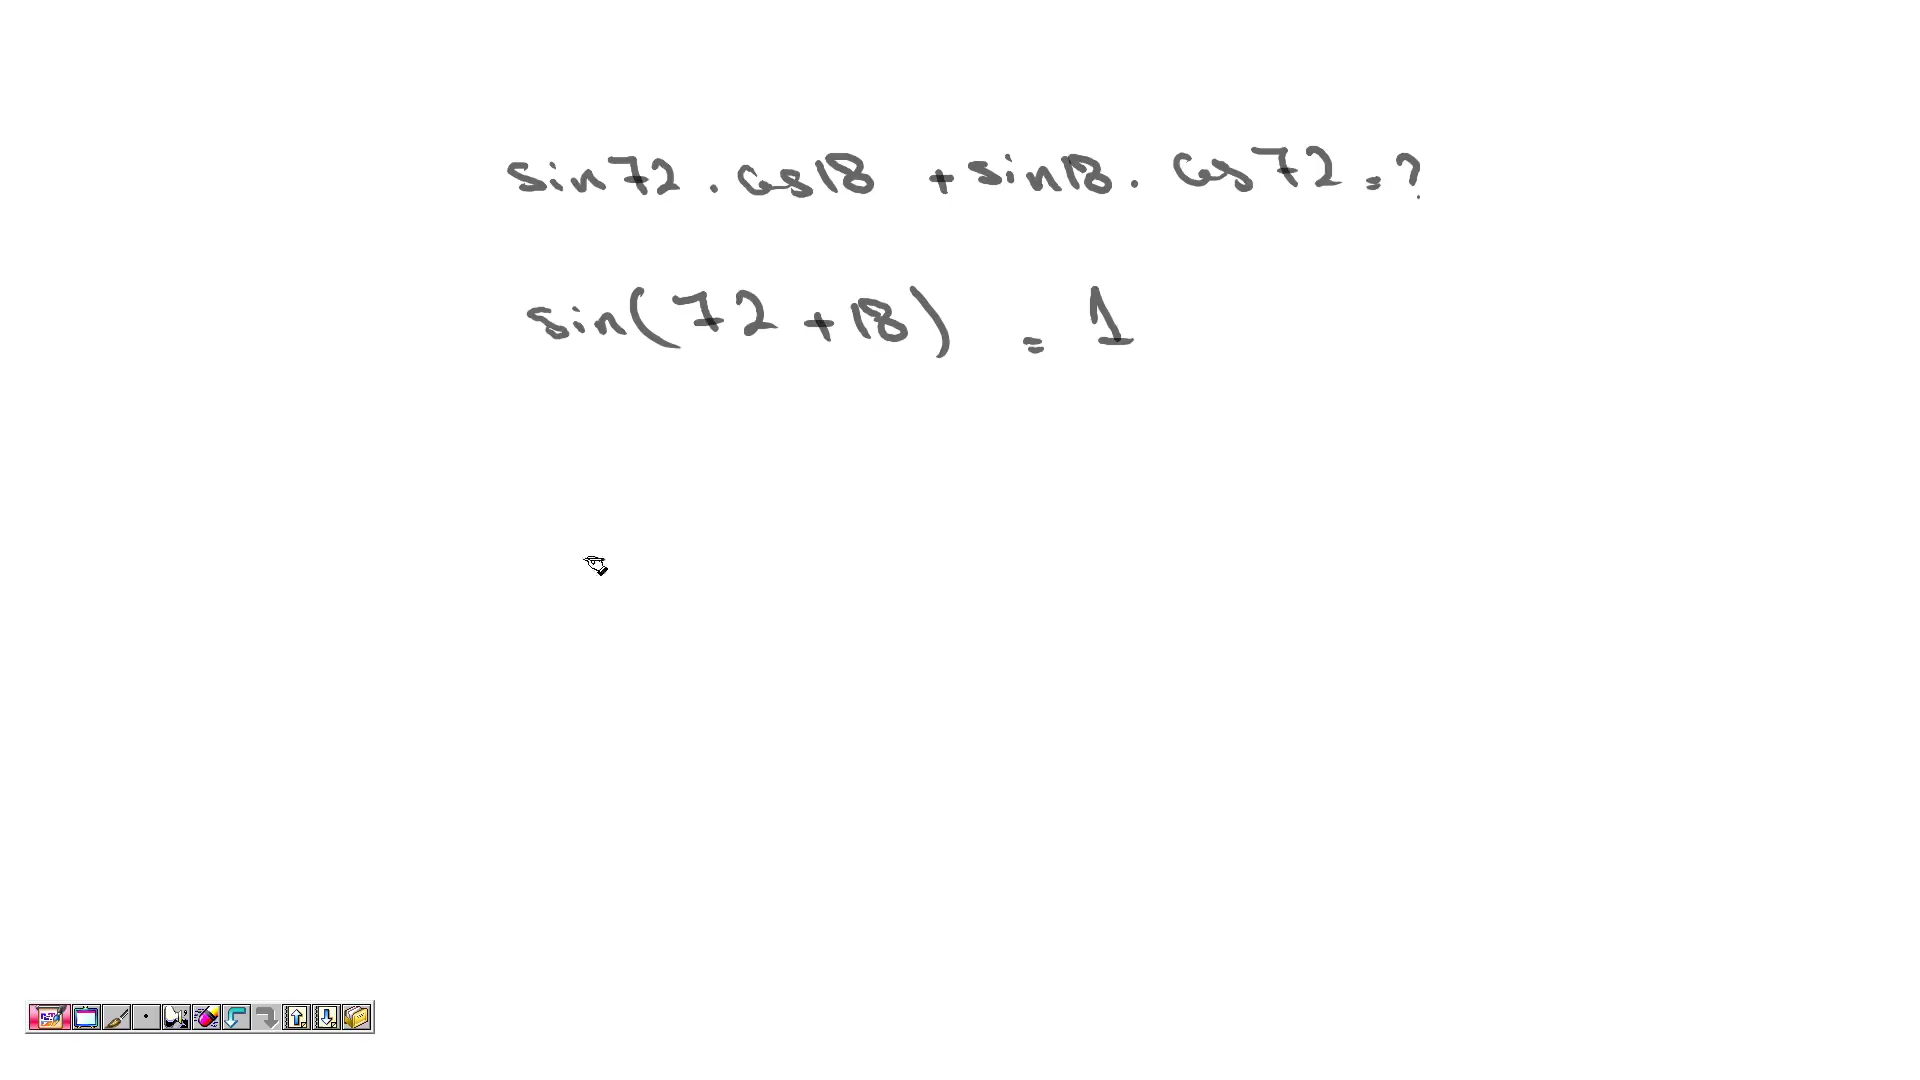 sin72 . cos18 + sin18 . cos72 = ?
sin(72 + 18) = 1